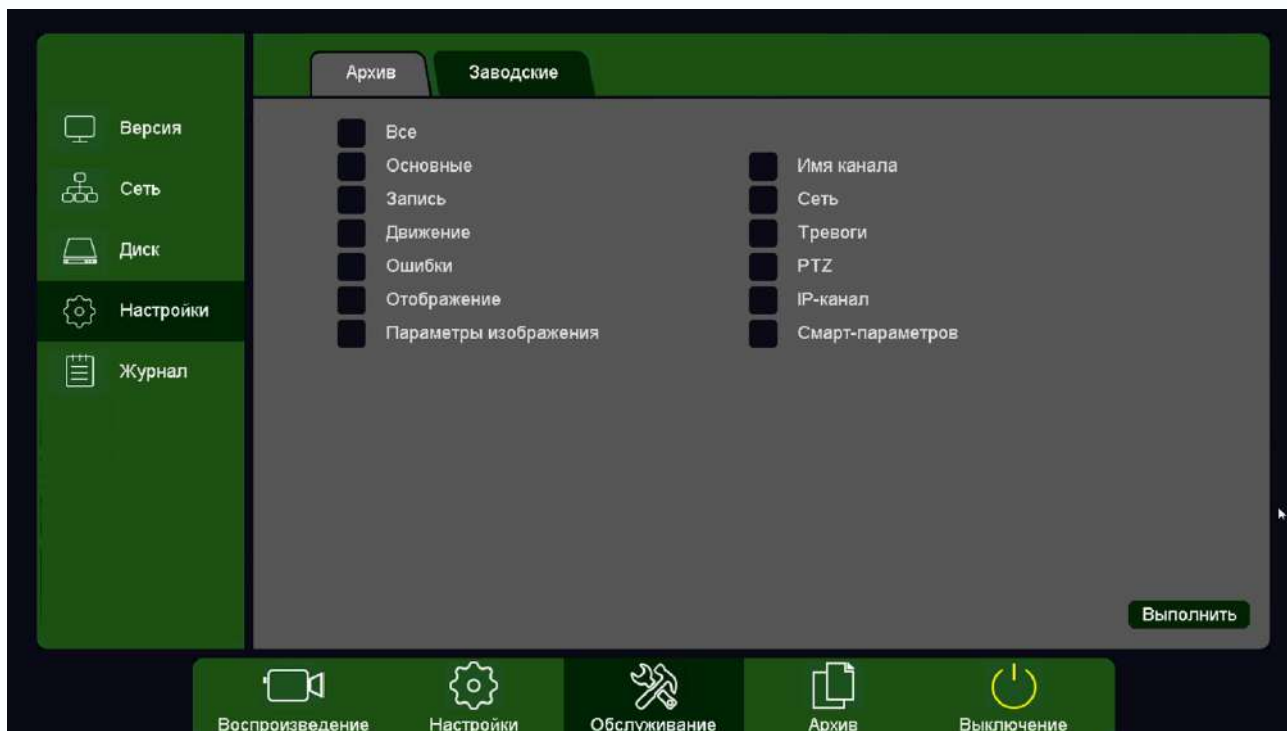 Архив Заводские
Версия
Сеть
Диск
Настройки
Журнал
Все
Основные Имя канала
Запись Сеть
Движение Тревоги
Ошибки PTZ
Отображение IP-канал
Параметры изображения Смарт-параметров
Выполнить
Воспроизведение Настройки Обслуживание Архив Выключение